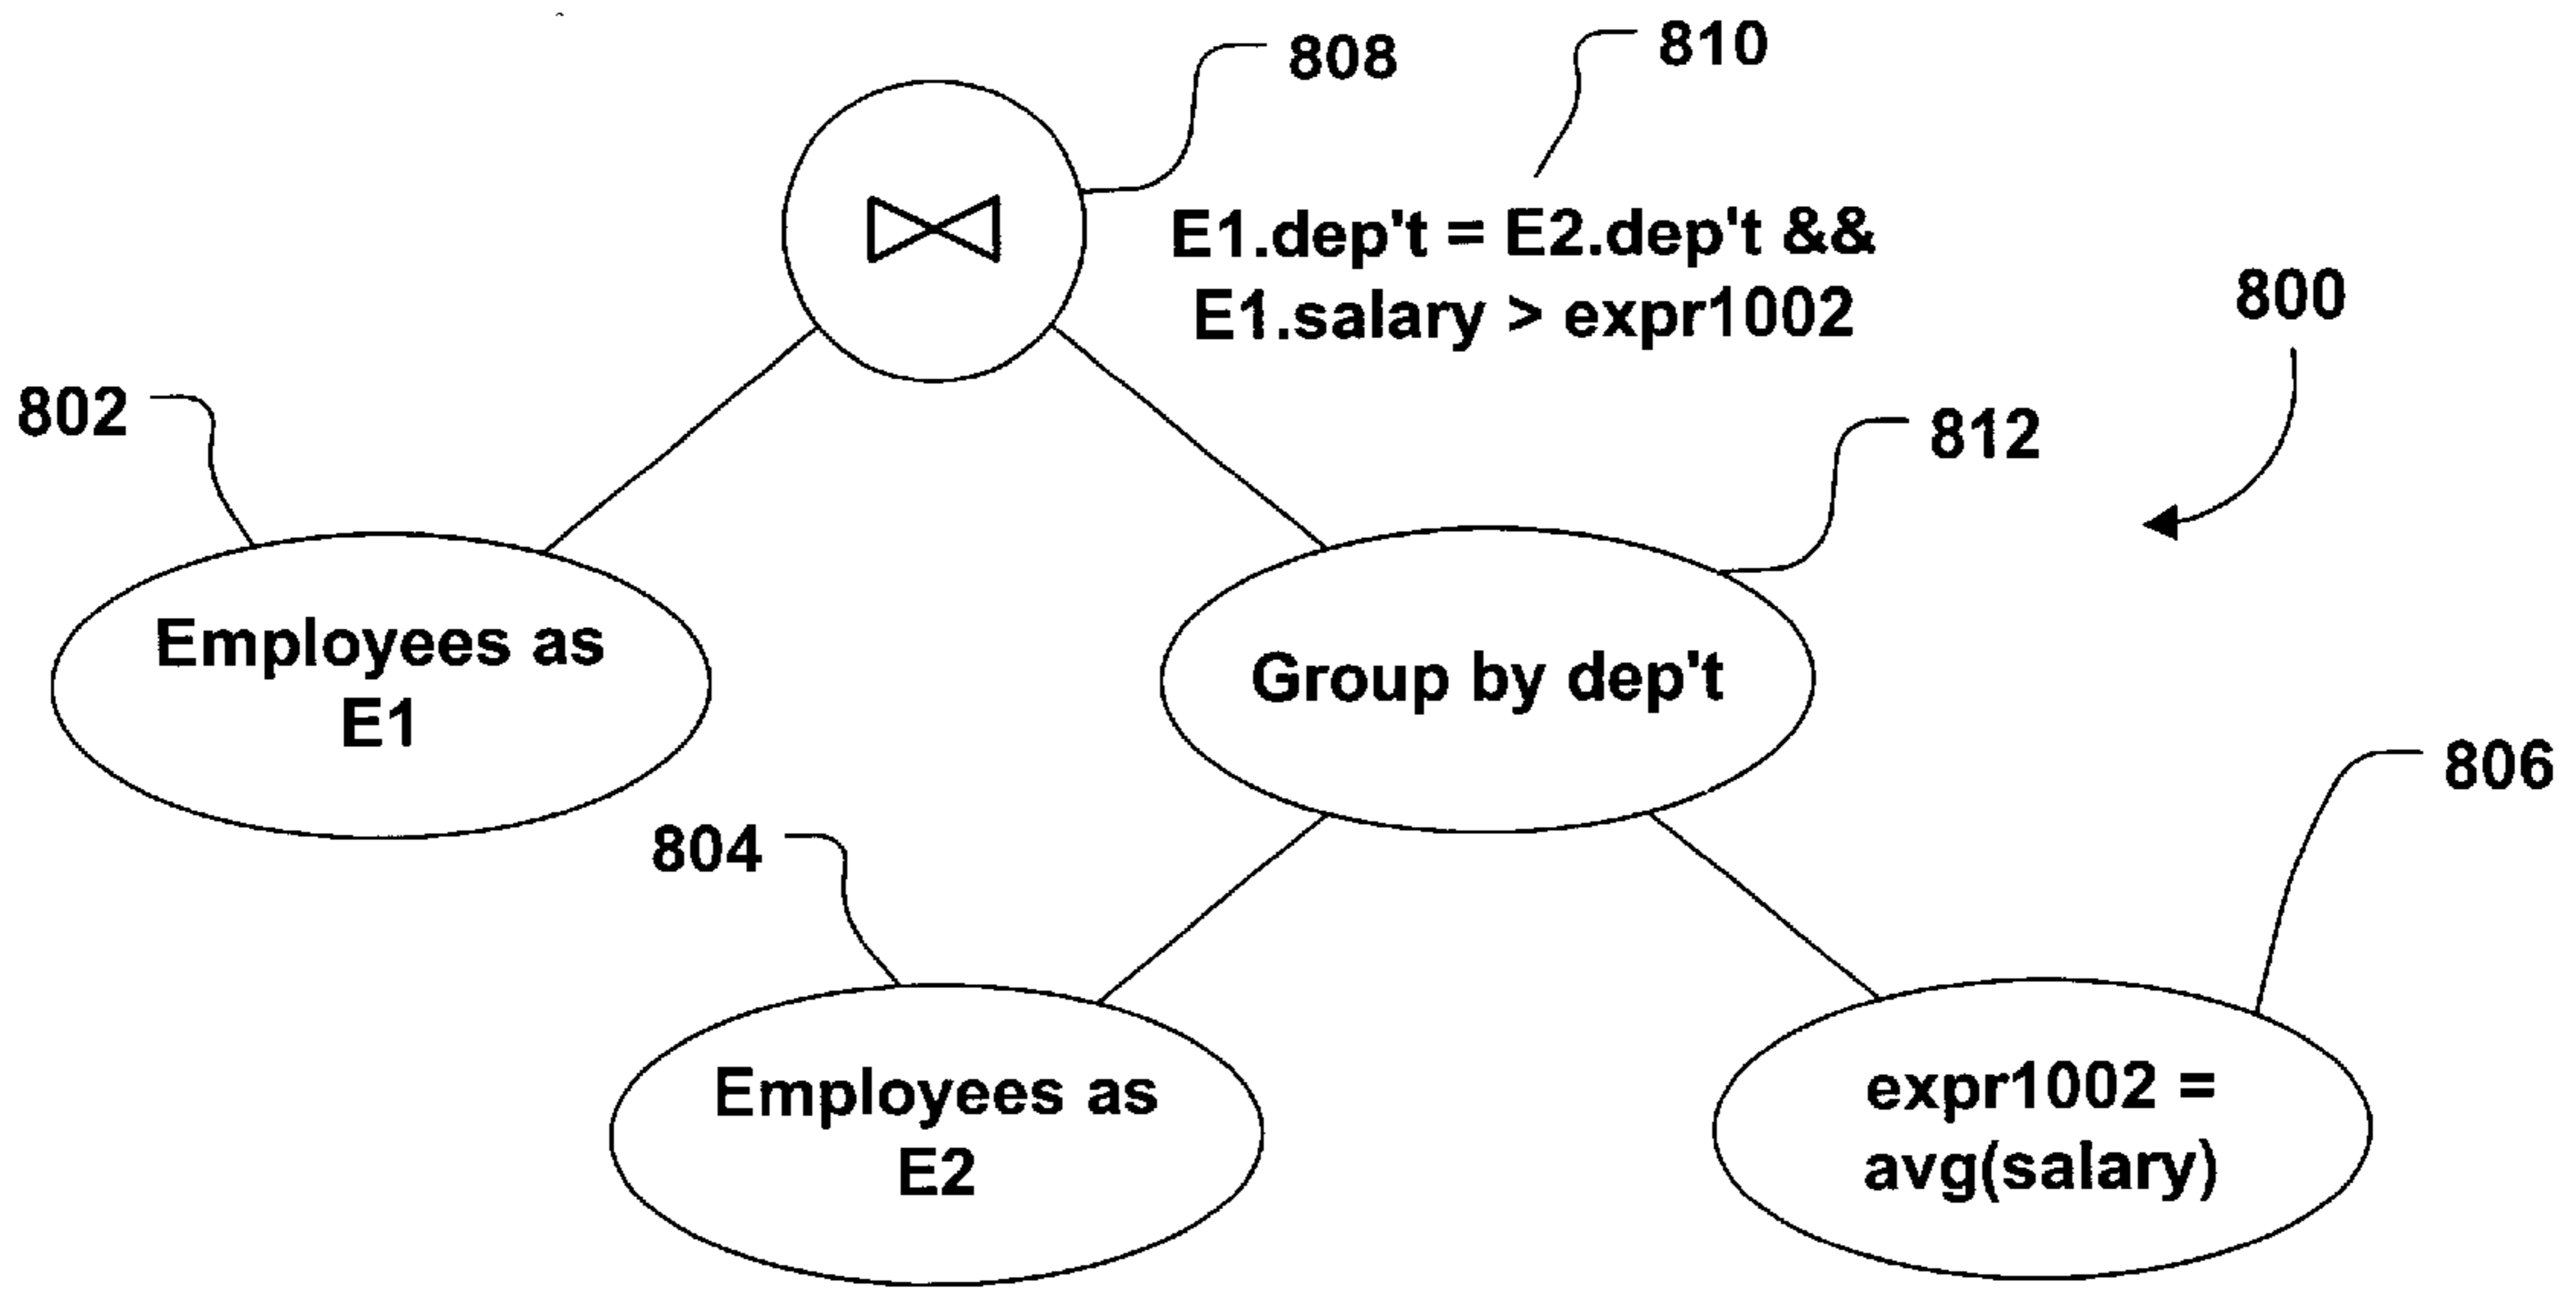 808
810
E1.dep't = E2.dep't &&
E1.salary > expr1002
800
802
812
Employees as
E1
Group by dep't
806
804
Employees as
E2
expr1002 =
avg(salary)